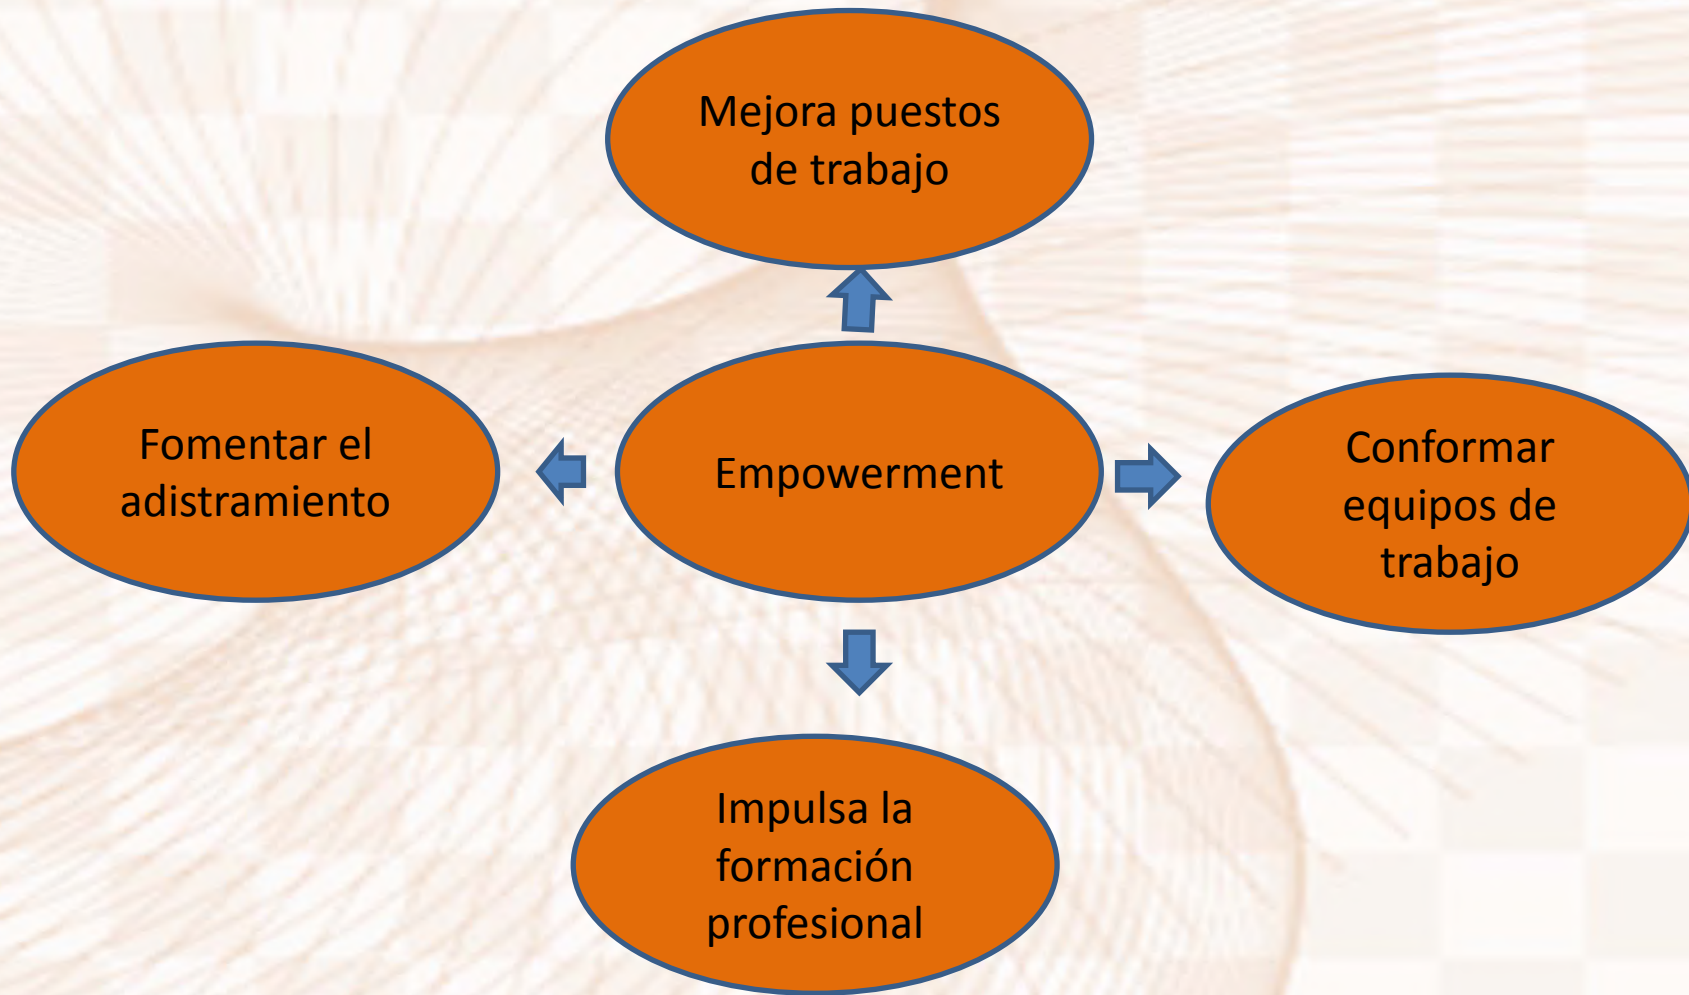 Mejora puestos
de trabajo
Fomentar el
adistramiento
Empowerment
Conformar
equipos de
trabajo
Impulsa la
formación
profesional